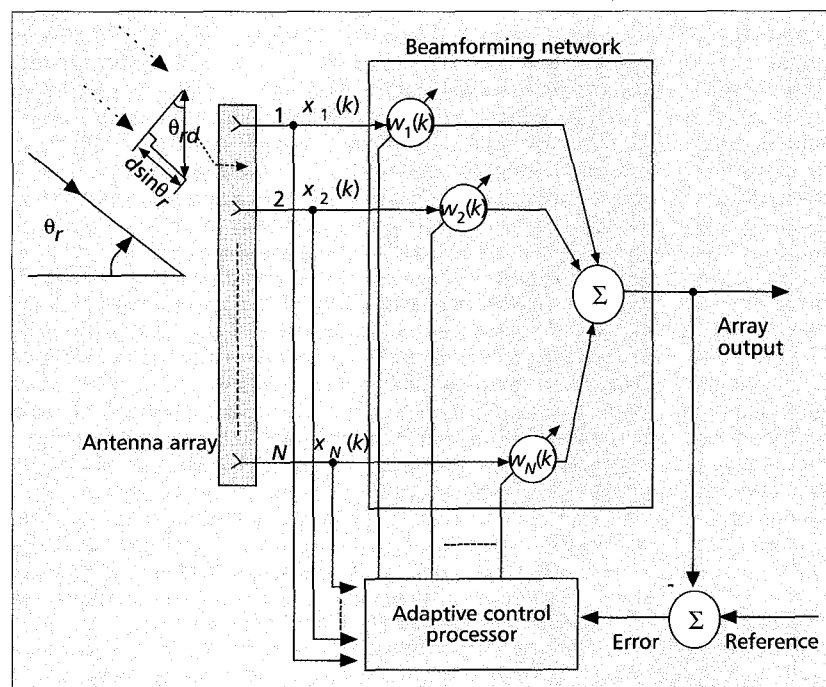 Beamforming network
1 x₁(k)
w₁(k)
θrd
dsinθr
2 x₂(k)
w₂(k)
θr
Σ
Array
output
Antenna array
N xN(k)
wN(k
Adaptive control
processor
-
Σ
Error
Reference